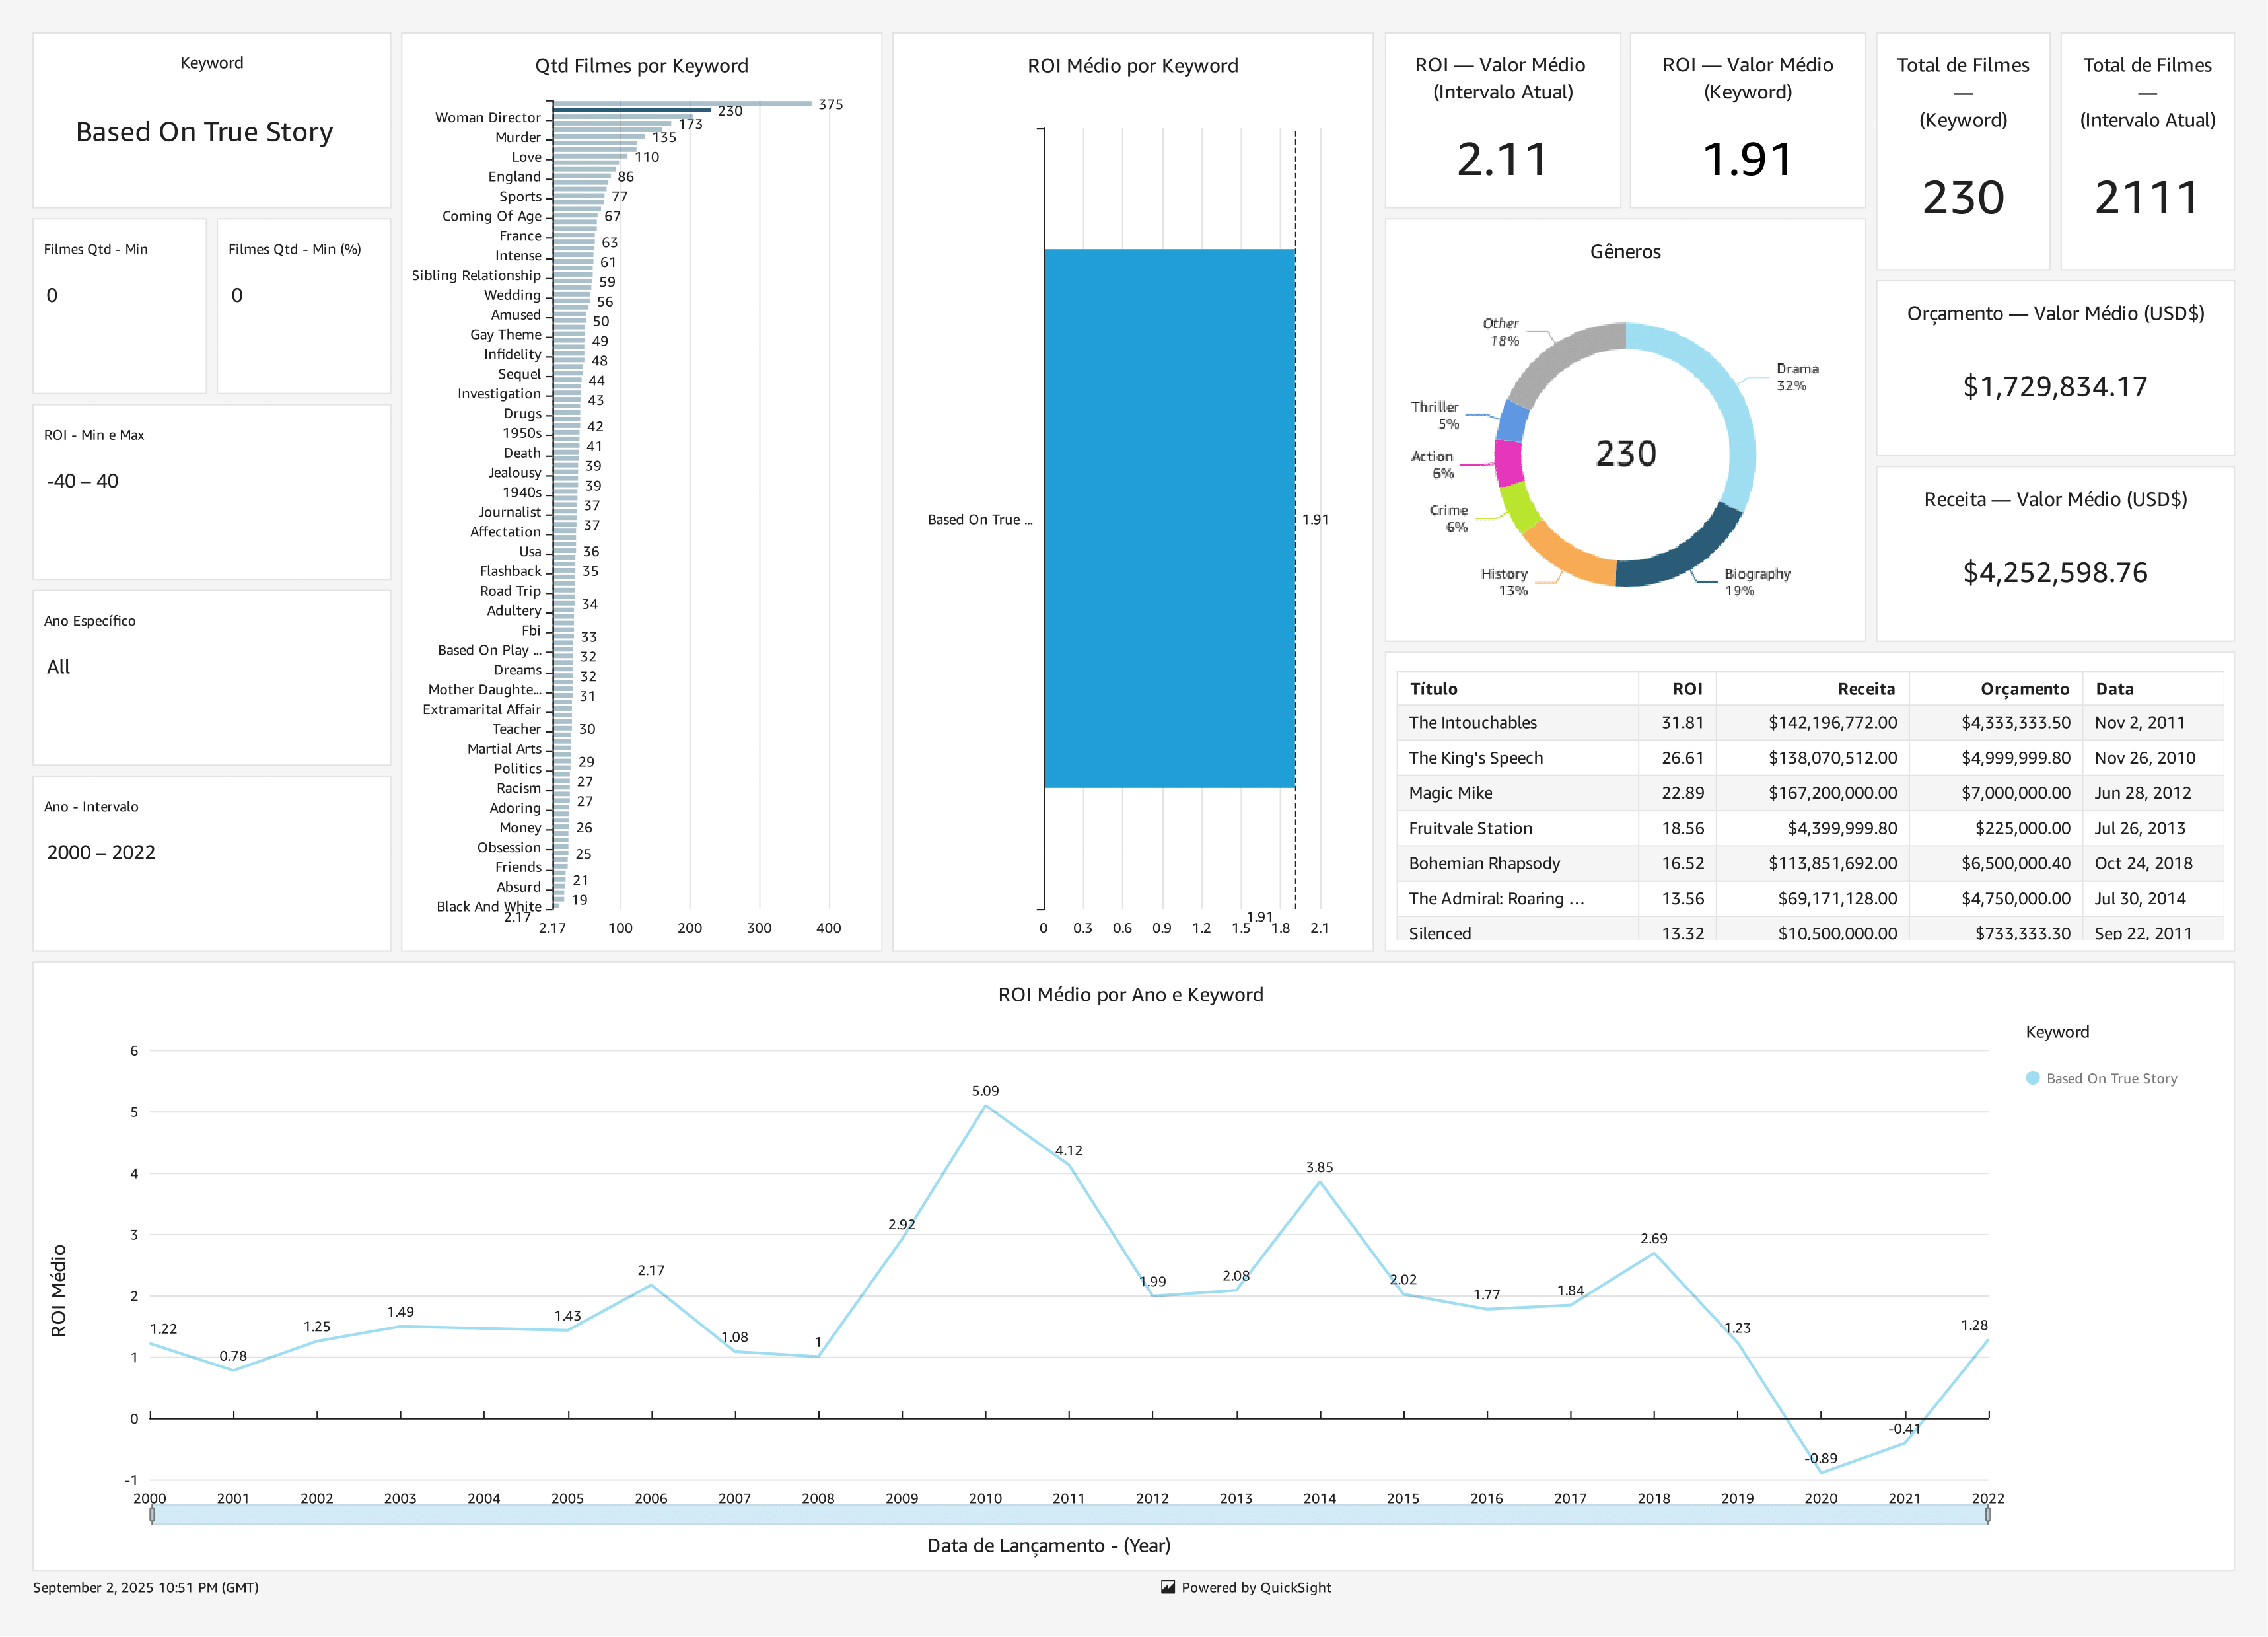 Keyword
Based On True Story
Filmes Qtd - Min
0
Filmes Qtd - Min (%)
0
ROI - Min e Max
-40 – 40
Ano Específico
All
Ano - Intervalo
2000 – 2022
Qtd Filmes por Keyword
375
230
Woman Director
173
Murder
135
Love
110
England
86
Sports
77
Coming Of Age
67
France
63
Intense
61
Sibling Relationship
59
Wedding
56
Amused
50
Gay Theme
49
Infidelity
48
Sequel
44
Investigation
43
Drugs
42
1950s
41
Death
39
Jealousy
39
1940s
37
Journalist
37
Affectation
36
Usa
35
Flashback
Road Trip
34
Adultery
Fbi
33
Based On Play ...
32
Dreams
32
Mother Daughte...
31
Extramarital Affair
Teacher
30
Martial Arts
29
Politics
27
Racism
27
Adoring
Money
26
Obsession
25
Friends
21
Absurd
19
Black And White
2.17
2.17 100 200 300 400
ROI Médio por Keyword
Based On True ...
1.91
1.91
0 0.3 0.6 0.9 1.2 1.5 1.8 2.1
ROI — Valor Médio
(Intervalo Atual)
2.11
ROI — Valor Médio
(Keyword)
1.91
Total de Filmes
—
(Keyword)
230
Total de Filmes
—
(Intervalo Atual)
2111
Gêneros
Other
18%
Drama
32%
Thriller
5%
Action
6%
230
Crime
6%
History
13%
Biography
19%
Orçamento — Valor Médio (USD$)
$1,729,834.17
Receita — Valor Médio (USD$)
$4,252,598.76
Título ROI Receita Orçamento Data
The Intouchables 31.81 $142,196,772.00 $4,333,333.50 Nov 2, 2011
The King's Speech 26.61 $138,070,512.00 $4,999,999.80 Nov 26, 2010
Magic Mike 22.89 $167,200,000.00 $7,000,000.00 Jun 28, 2012
Fruitvale Station 18.56 $4,399,999.80 $225,000.00 Jul 26, 2013
Bohemian Rhapsody 16.52 $113,851,692.00 $6,500,000.40 Oct 24, 2018
The Admiral: Roaring … 13.56 $69,171,128.00 $4,750,000.00 Jul 30, 2014
Silenced 13.32 $10,500,000.00 $733,333.30 Sep 22, 2011
ROI Médio por Ano e Keyword
Keyword
Based On True Story
ROI Médio
6
5
4
3
2
1
0
-1
1.22
0.78
1.25
1.49
1.43
2.17
1.08
1
2.92
5.09
4.12
1.99
2.08
3.85
2.02
1.77
1.84
2.69
1.23
-0.89
-0.41
1.28
2000 2001 2002 2003 2004 2005 2006 2007 2008 2009 2010 2011 2012 2013 2014 2015 2016 2017 2018 2019 2020 2021 2022
Data de Lançamento - (Year)
September 2, 2025 10:51 PM (GMT)
Powered by QuickSight